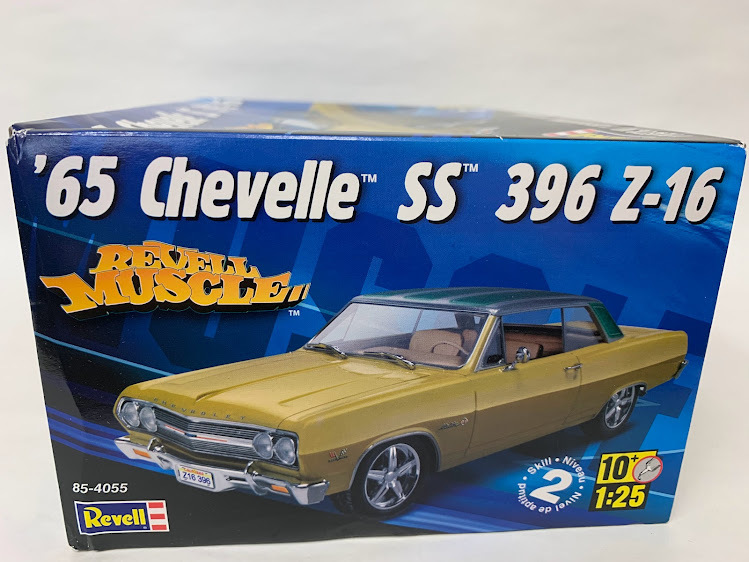 '65 Chevelle™ SS™ 396 Z-16
REVELL
MUSCLE
™
CHEVROLET
Z16 396
85-4055
Revell
Skill • Niveau • Nivel de aptitud •
2
10+
1:25